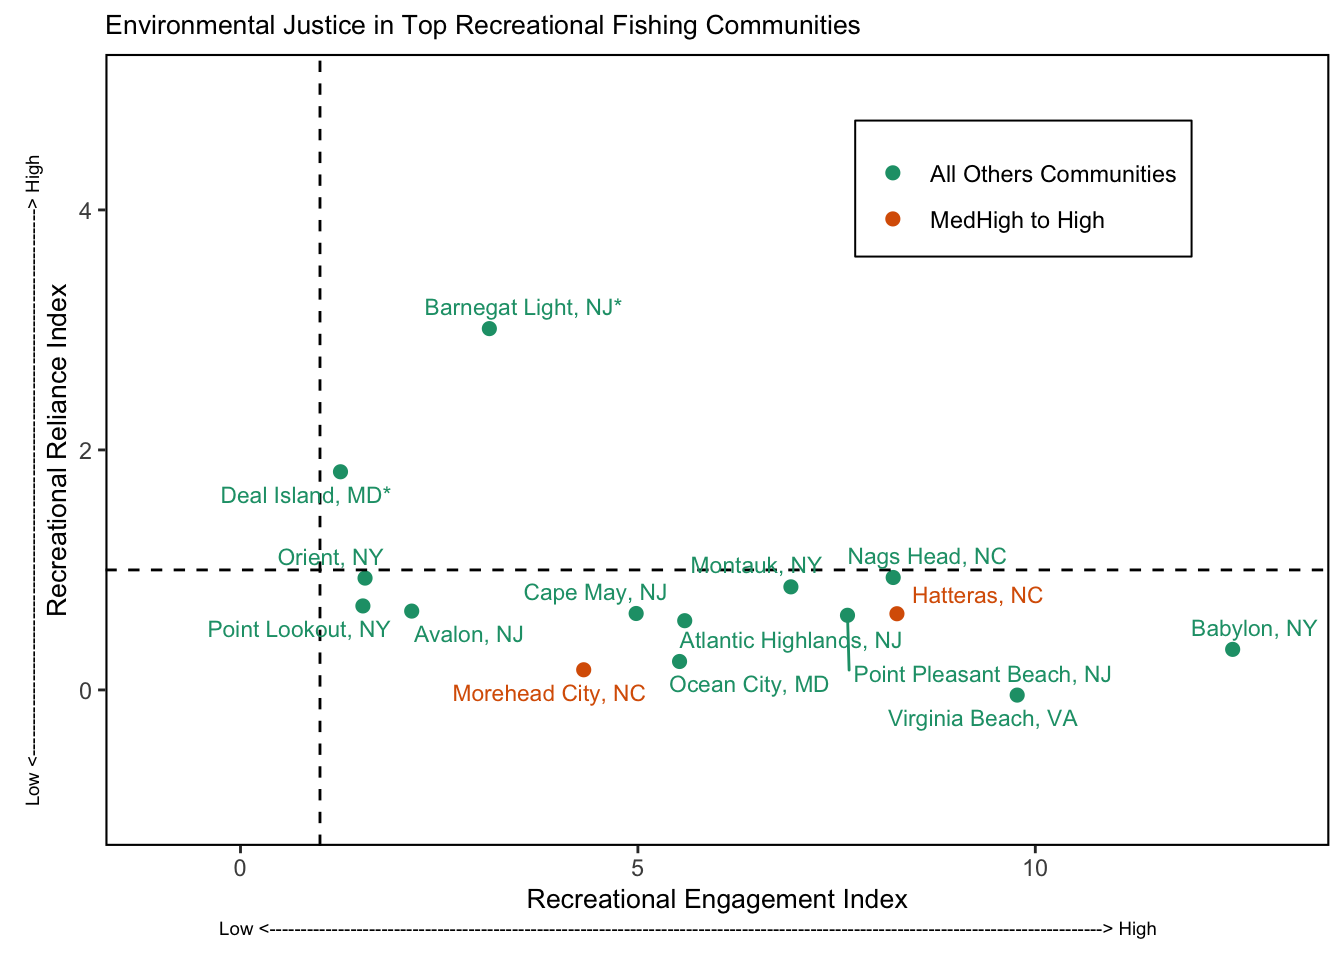 Environmental Justice in Top Recreational Fishing Communities
All Others Communities
MedHigh to High
Barnegat Light, NJ*
Deal Island, MD*
Orient, NY
Montauk, NY
Nags Head, NC
Cape May, NJ
Hatteras, NC
Point Lookout, NY
Avalon, NJ
Atlantic Highlands, NJ
Babylon, NY
Point Pleasant Beach, NJ
Ocean City, MD
Morehead City, NC
Virginia Beach, VA
4
2
0
Recreational Reliance Index
Low <----------------------------------------------------------------------------------------> High
0
5
10
Recreational Engagement Index
Low <----------------------------------------------------------------------------------------------------------------------------------------> High